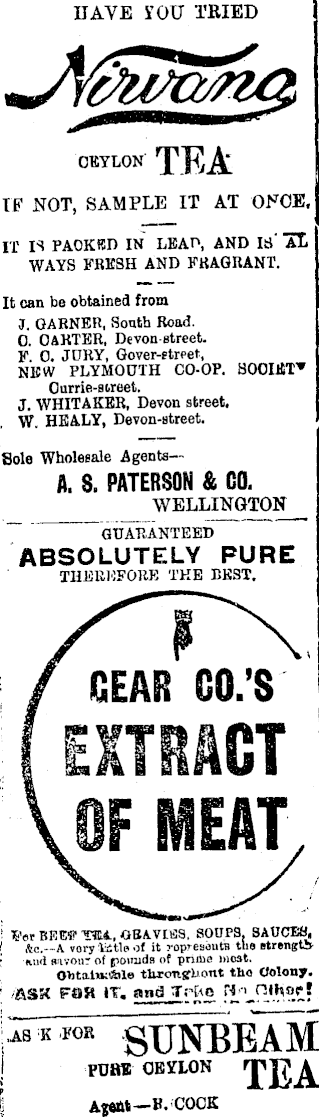 HAVE YOU TRIED
Nirvana
CEYLON TEA
IF NOT, SAMPLE IT AT ONCE,
IT IS PACKED IN LEAD, AND IS AL
WAYS FRESH AND FRAGRANT.
It can be obtained from
J. GARNER, South Road.
C. CARTER, Devon-street.
F. C. JURY, Gover-street,
NEW PLYMOUTH CO-OP. SOCIETY
Currie-street.
J. WHITAKER, Devon street,
W. HEALY, Devon-street.
Sole Wholesale Agents—
A. S. PATERSON & CO.
WELLINGTON
GUARANTEED
ABSOLUTELY PURE
THEREFORE THE BEST.
GEAR CO.'S
EXTRACT
OF MEAT
For BEEF TEA, GRAVIES, SOUPS, SAUCES,
&c.—A very little of it represents the strength
and savour of pounds of prime meat.
Obtainable throughout the Colony.
ASK FOR IT. and Take No Other!
ASK FOR SUNBEAM
PURE CEYLON TEA
Agent—R. COCK